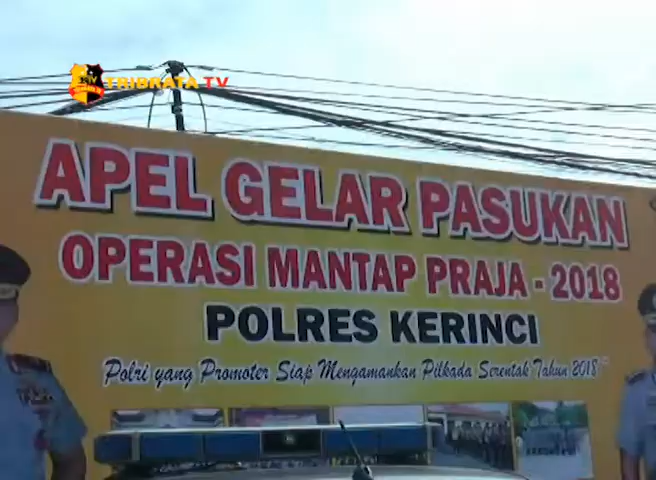 TRIBRATA TV
APEL GELAR PASUKAN
OPERASI MANTAP PRAJA - 2018
POLRES KERINCI
Polri yang Promoter Siap Mengamankan Pilkada Serentak Tahun 2018